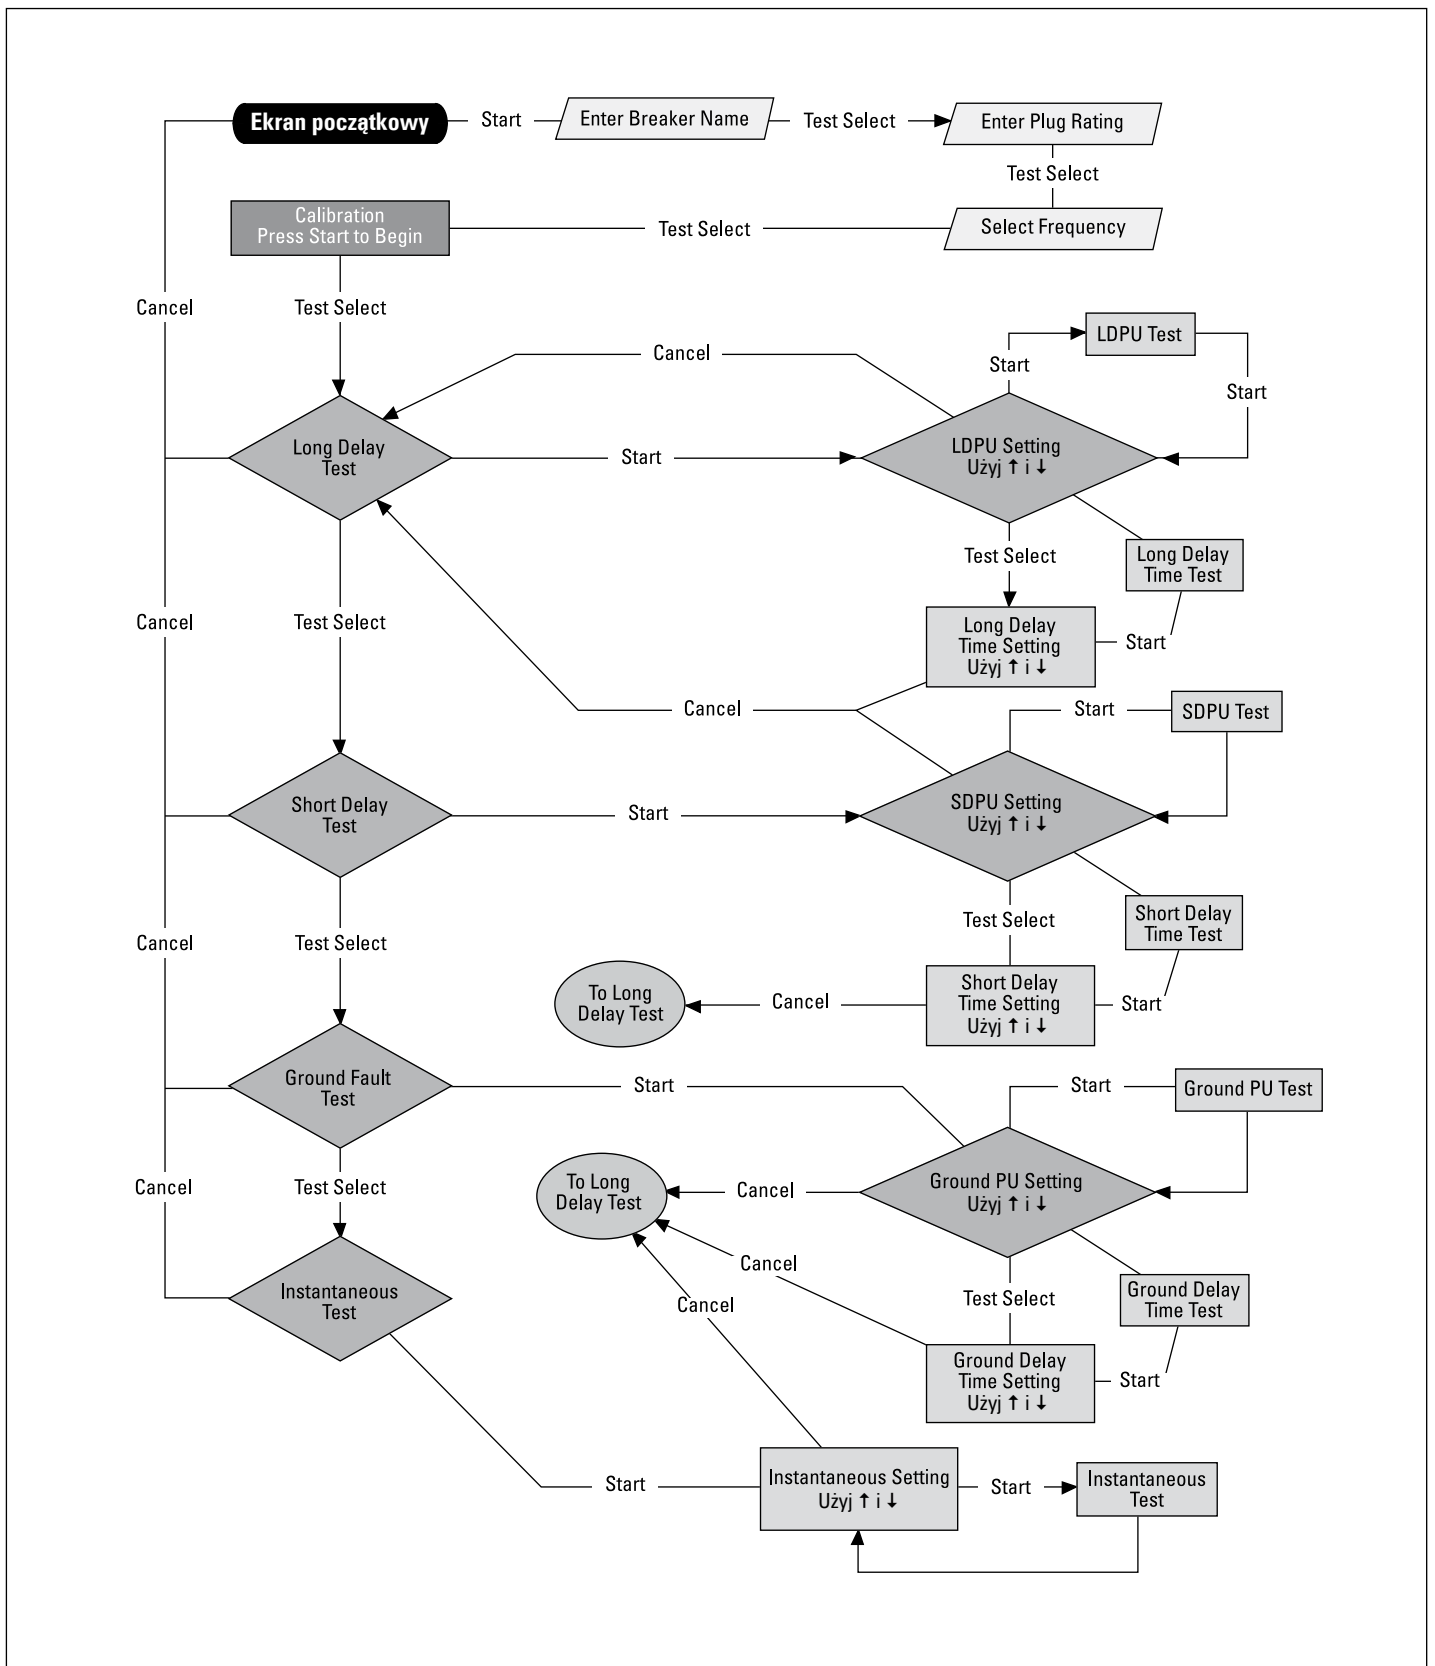 Ekran początkowy
Start
Enter Breaker Name
Test Select
Enter Plug Rating
Test Select
Calibration
Press Start to Begin
Test Select
Select Frequency
Cancel
Test Select
LDPU Test
Cancel
Start
Start
Long Delay
Test
Start
LDPU Setting
Użyj ↑ i ↓
Test Select
Long Delay
Time Test
Cancel
Test Select
Long Delay
Time Setting
Użyj ↑ i ↓
Start
Cancel
Start
SDPU Test
Short Delay
Test
Start
SDPU Setting
Użyj ↑ i ↓
Cancel
Test Select
Test Select
Short Delay
Time Test
To Long
Delay Test
Cancel
Short Delay
Time Setting
Użyj ↑ i ↓
Start
Ground Fault
Test
Start
Start
Ground PU Test
Cancel
Test Select
To Long
Delay Test
Cancel
Ground PU Setting
Użyj ↑ i ↓
Cancel
Instantaneous
Test
Cancel
Test Select
Ground Delay
Time Test
Ground Delay
Time Setting
Użyj ↑ i ↓
Start
Start
Instantaneous Setting
Użyj ↑ i ↓
Start
Instantaneous
Test